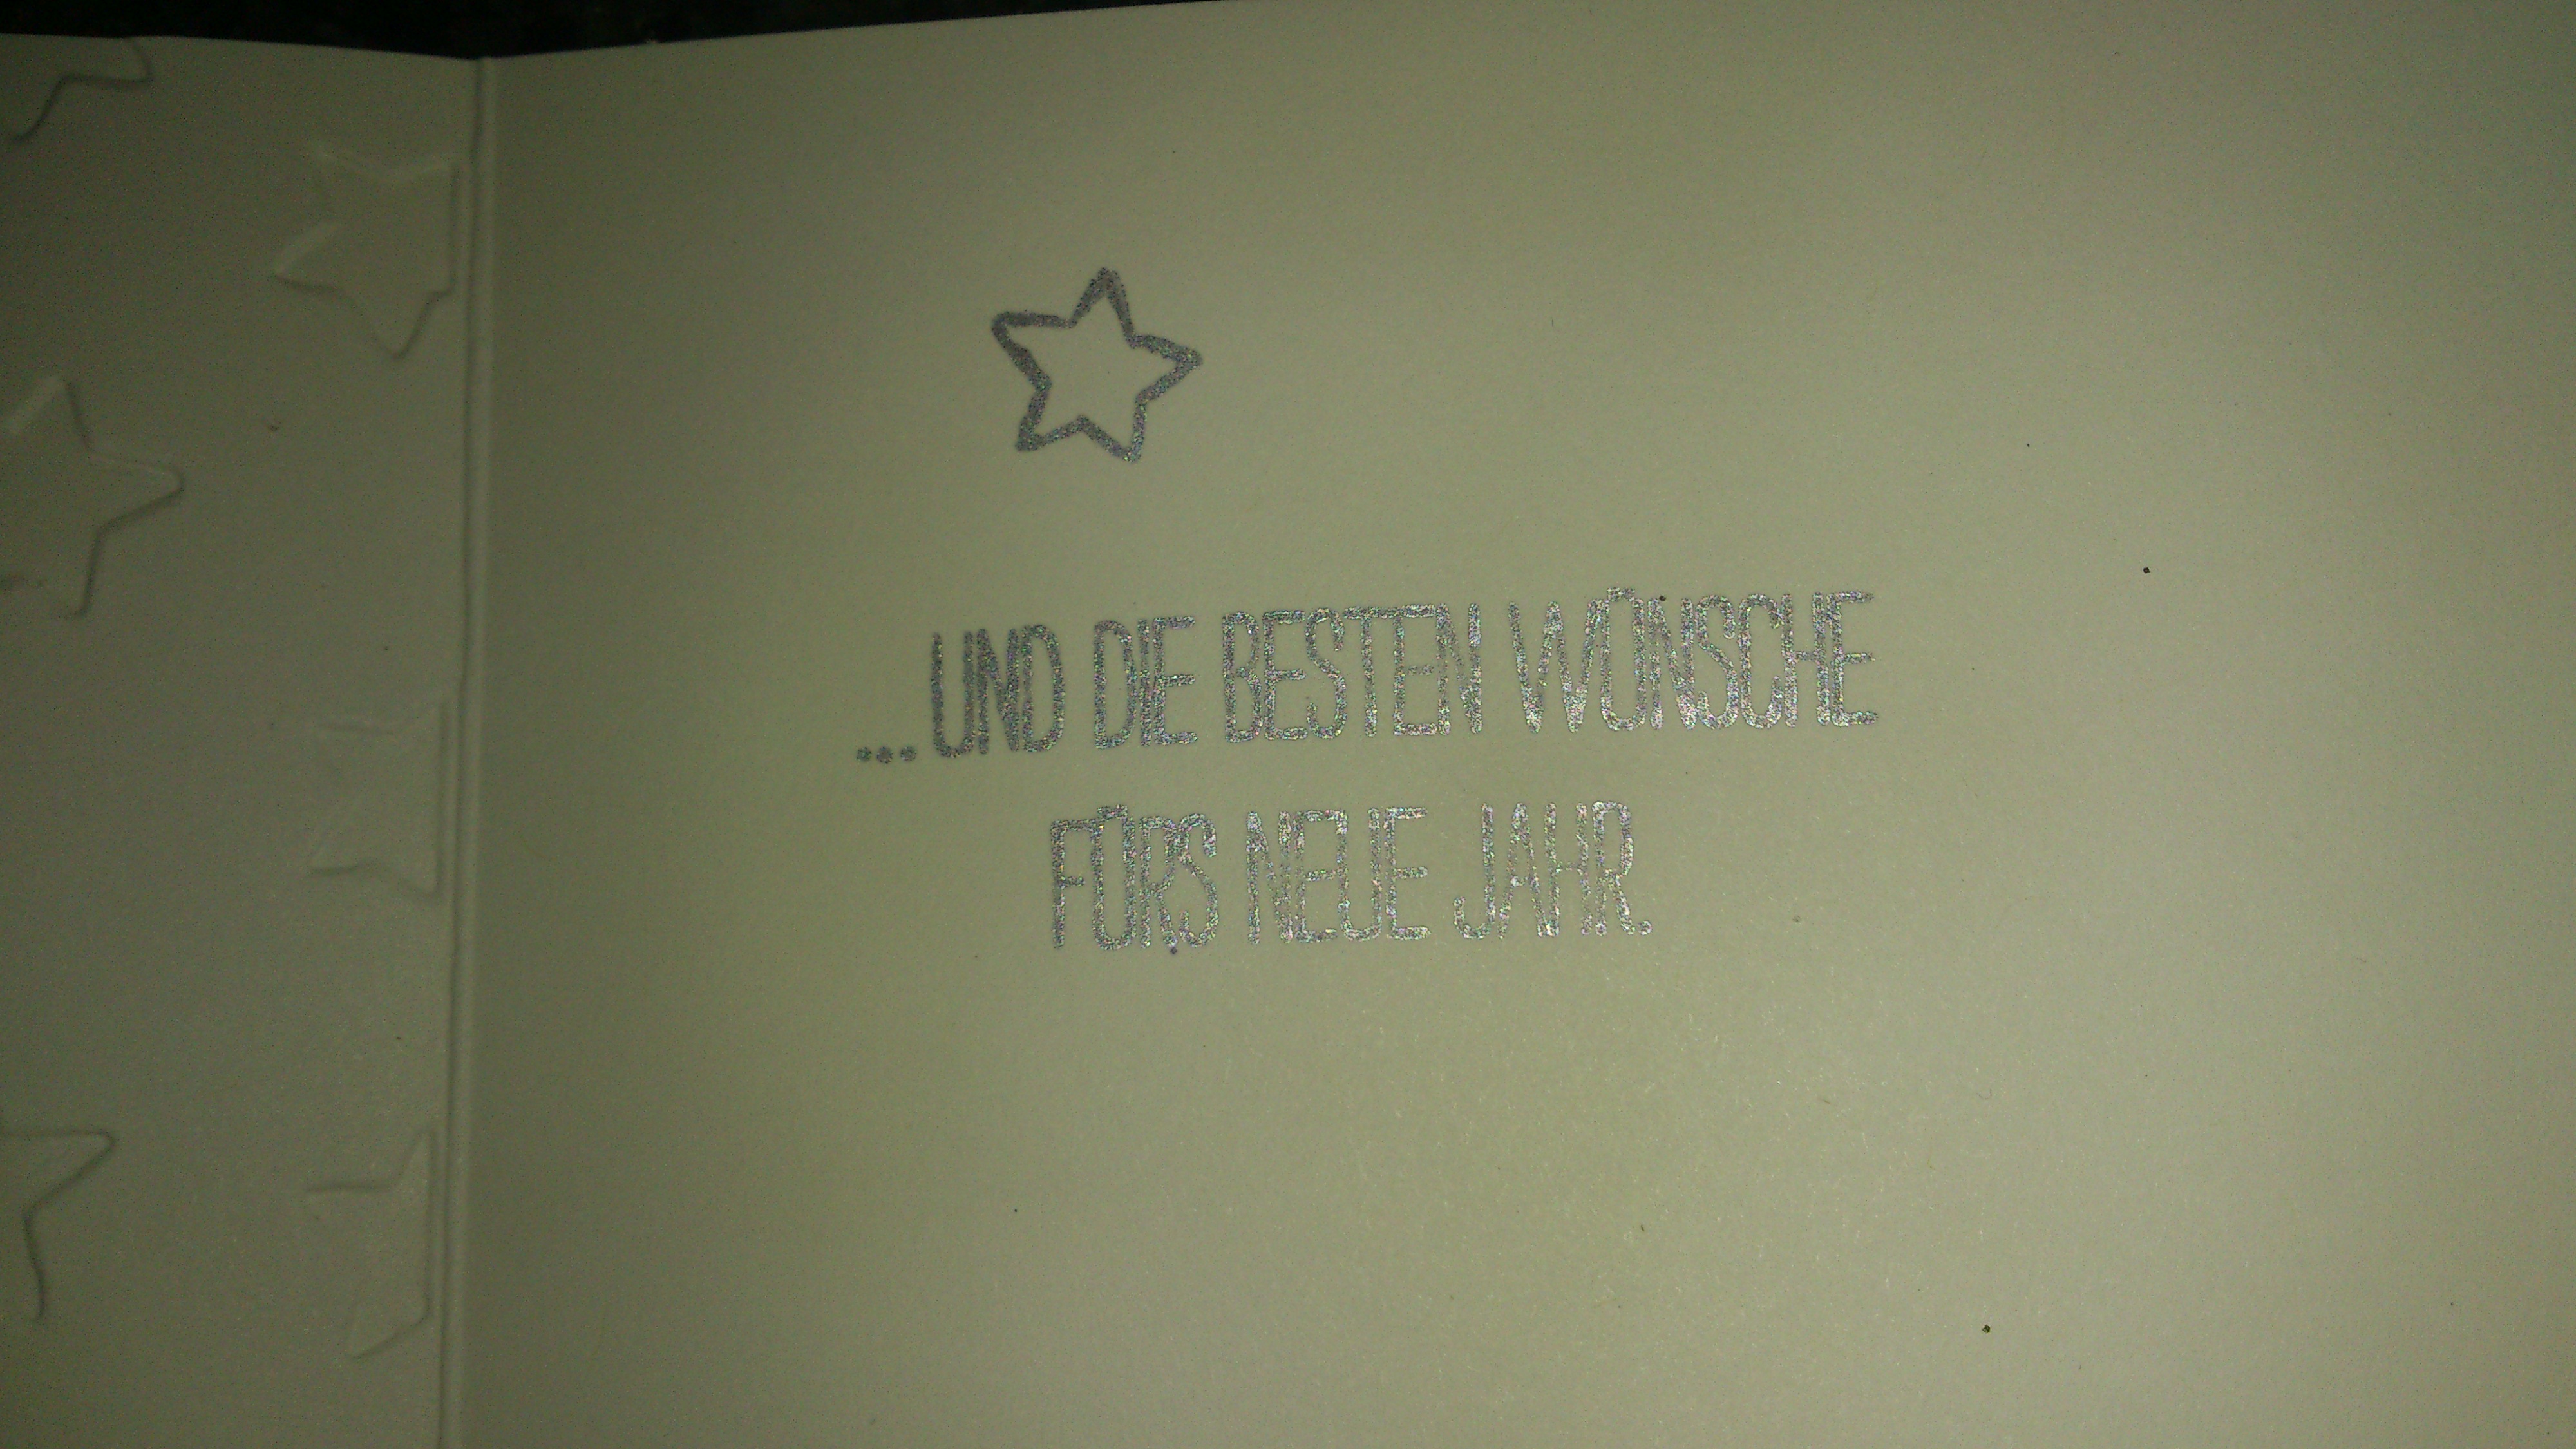 ...UND DIE BESTEN WÜNSCHE
FÜRS NEUE JAHR.